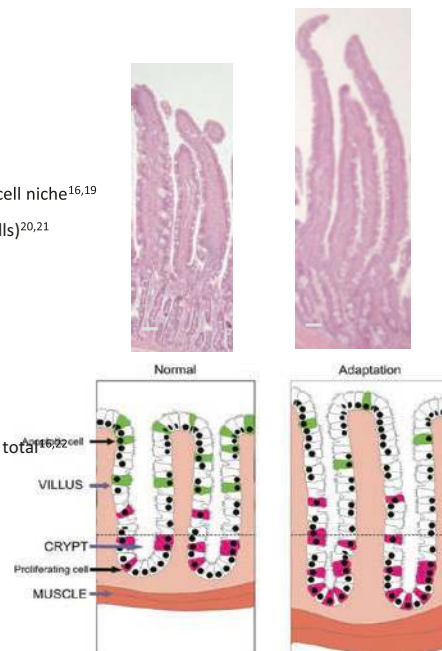 cell niche16,19
lls)20,21
Normal Adaptation
total16,22
VILLUS
CRYPT
Proliferating cell
MUSCLE